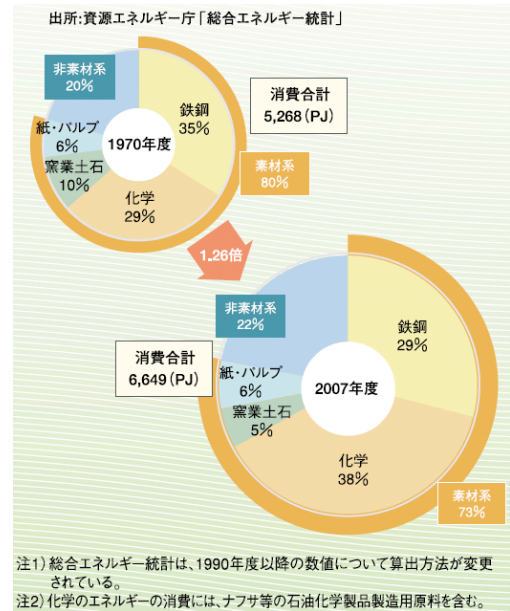 出所:資源エネルギー庁「総合エネルギー統計」
非素材系
20%
鉄鋼
35%
消費合計
5,268(PJ)
紙・パルプ
6%
1970年度
窯業土石
10%
化学
29%
素材系
80%
1.26倍
非素材系
22%
鉄鋼
29%
消費合計
6,649(PJ)
紙・パルプ
6%
2007年度
窯業土石
5%
化学
38%
素材系
73%
注1)総合エネルギー統計は、1990年度以降の数値について算出方法が変更
されている。
注2)化学のエネルギーの消費には、ナフサ等の石油化学製品製造用原料を含む。